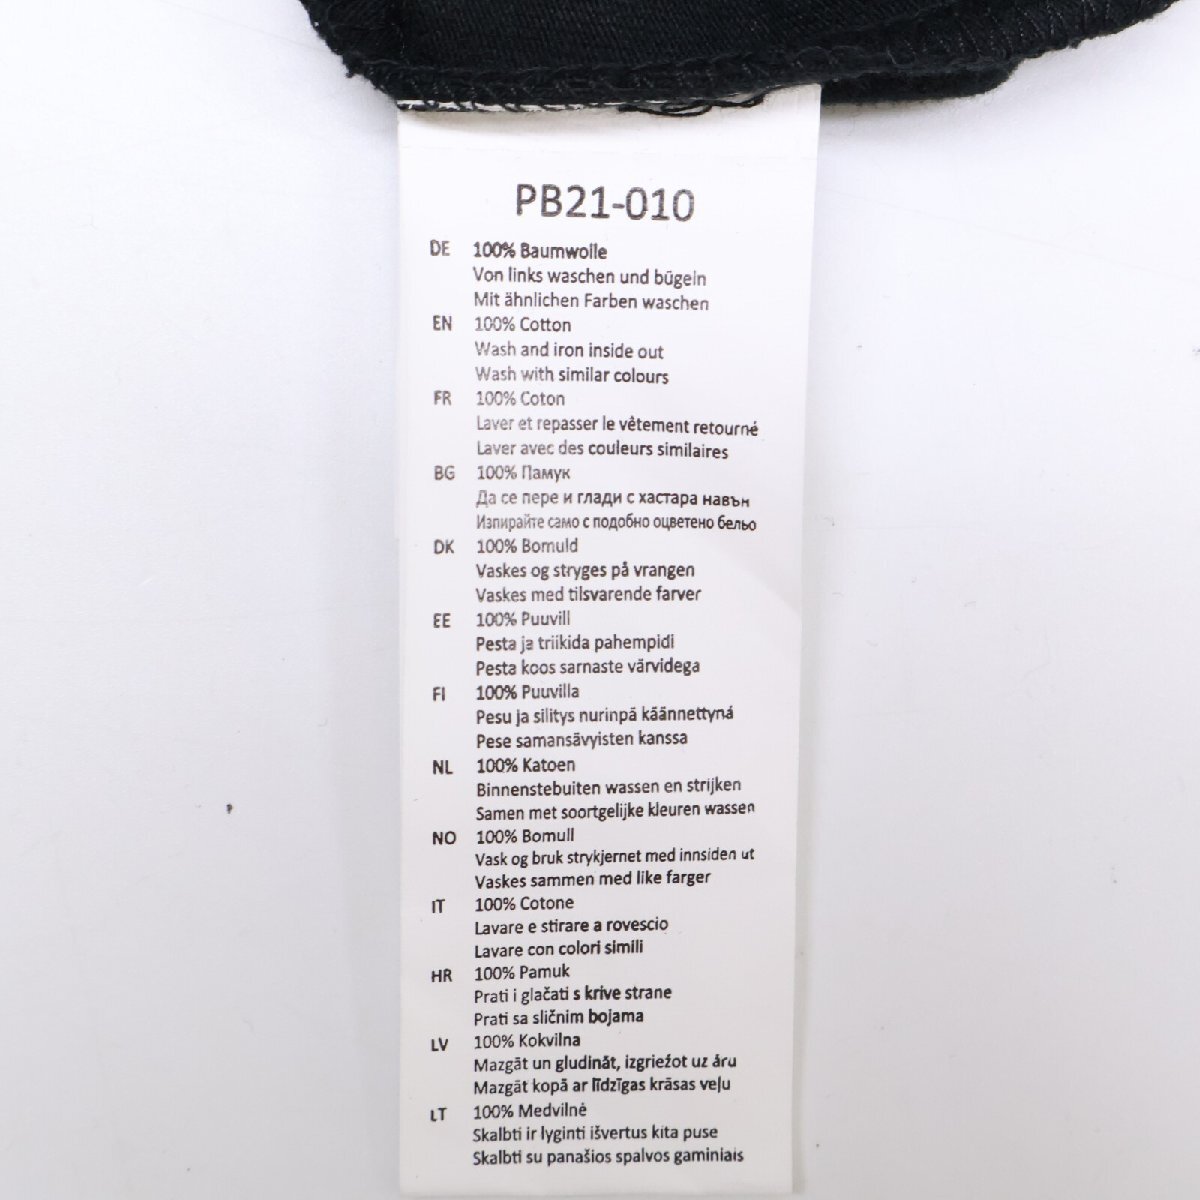 PB21-010
DE 100% Baumwolle
Von links waschen und bügeln
Mit ähnlichen Farben waschen
EN 100% Cotton
Wash and iron inside out
Wash with similar colours
FR 100% Coton
Laver et repasser le vêtement retourné
Laver avec des couleurs similaires
BG 100% Памук
Да се пере и глади с хастара навън
Изпирайте само с подобно оцветено бельо
DK 100% Bomuld
Vaskes og stryges på vrangen
Vaskes med tilsvarende farver
EE 100% Puuvill
Pesta ja triikida pahempidi
Pesta koos sarnaste värvidega
FI 100% Puuvilla
Pesu ja silitys nurinpä käännettynä
Pese samansävyisten kanssa
NL 100% Katoen
Binnenstebuiten wassen en strijken
Samen met soortgelijke kleuren wassen
NO 100% Bomull
Vask og bruk strykjernet med innsiden ut
Vaskes sammen med like farger
IT 100% Cotone
Lavare e stirare a rovescio
Lavare con colori simili
HR 100% Pamuk
Prati i glačati s krive strane
Prati sa sličnim bojama
LV 100% Kokvilna
Mazgāt un gludināt, izgriežot uz āru
Mazgāt kopā ar līdzīgas krāsas veļu
LT 100% Medvilnė
Skalbti ir lyginti išvertus kita puse
Skalbti su panašios spalvos gaminiais